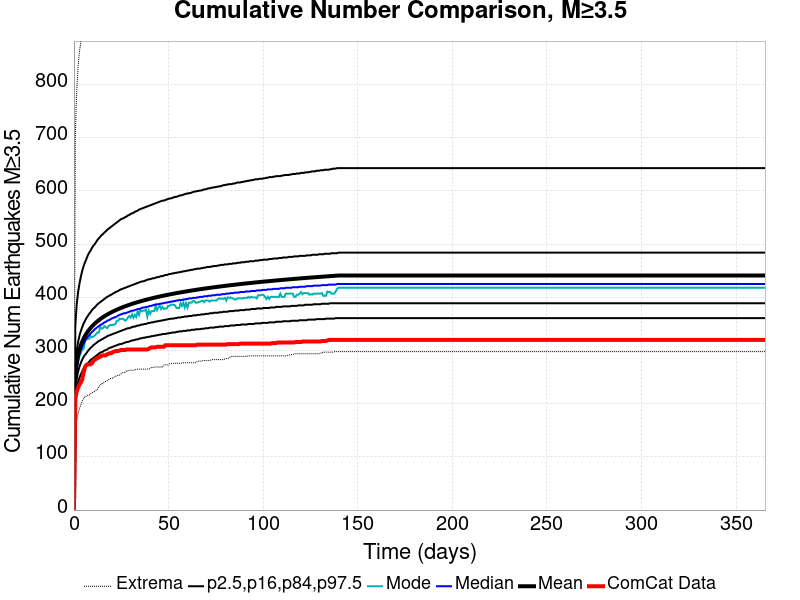 Cumulative Number Comparison, M≥3.5
Cumulative Num Earthquakes M≥3.5
800
700
600
500
400
300
200
100
0
0 50 100 150 200 250 300 350
Time (days)
Extrema p2.5,p16,p84,p97.5 Mode Median Mean ComCat Data